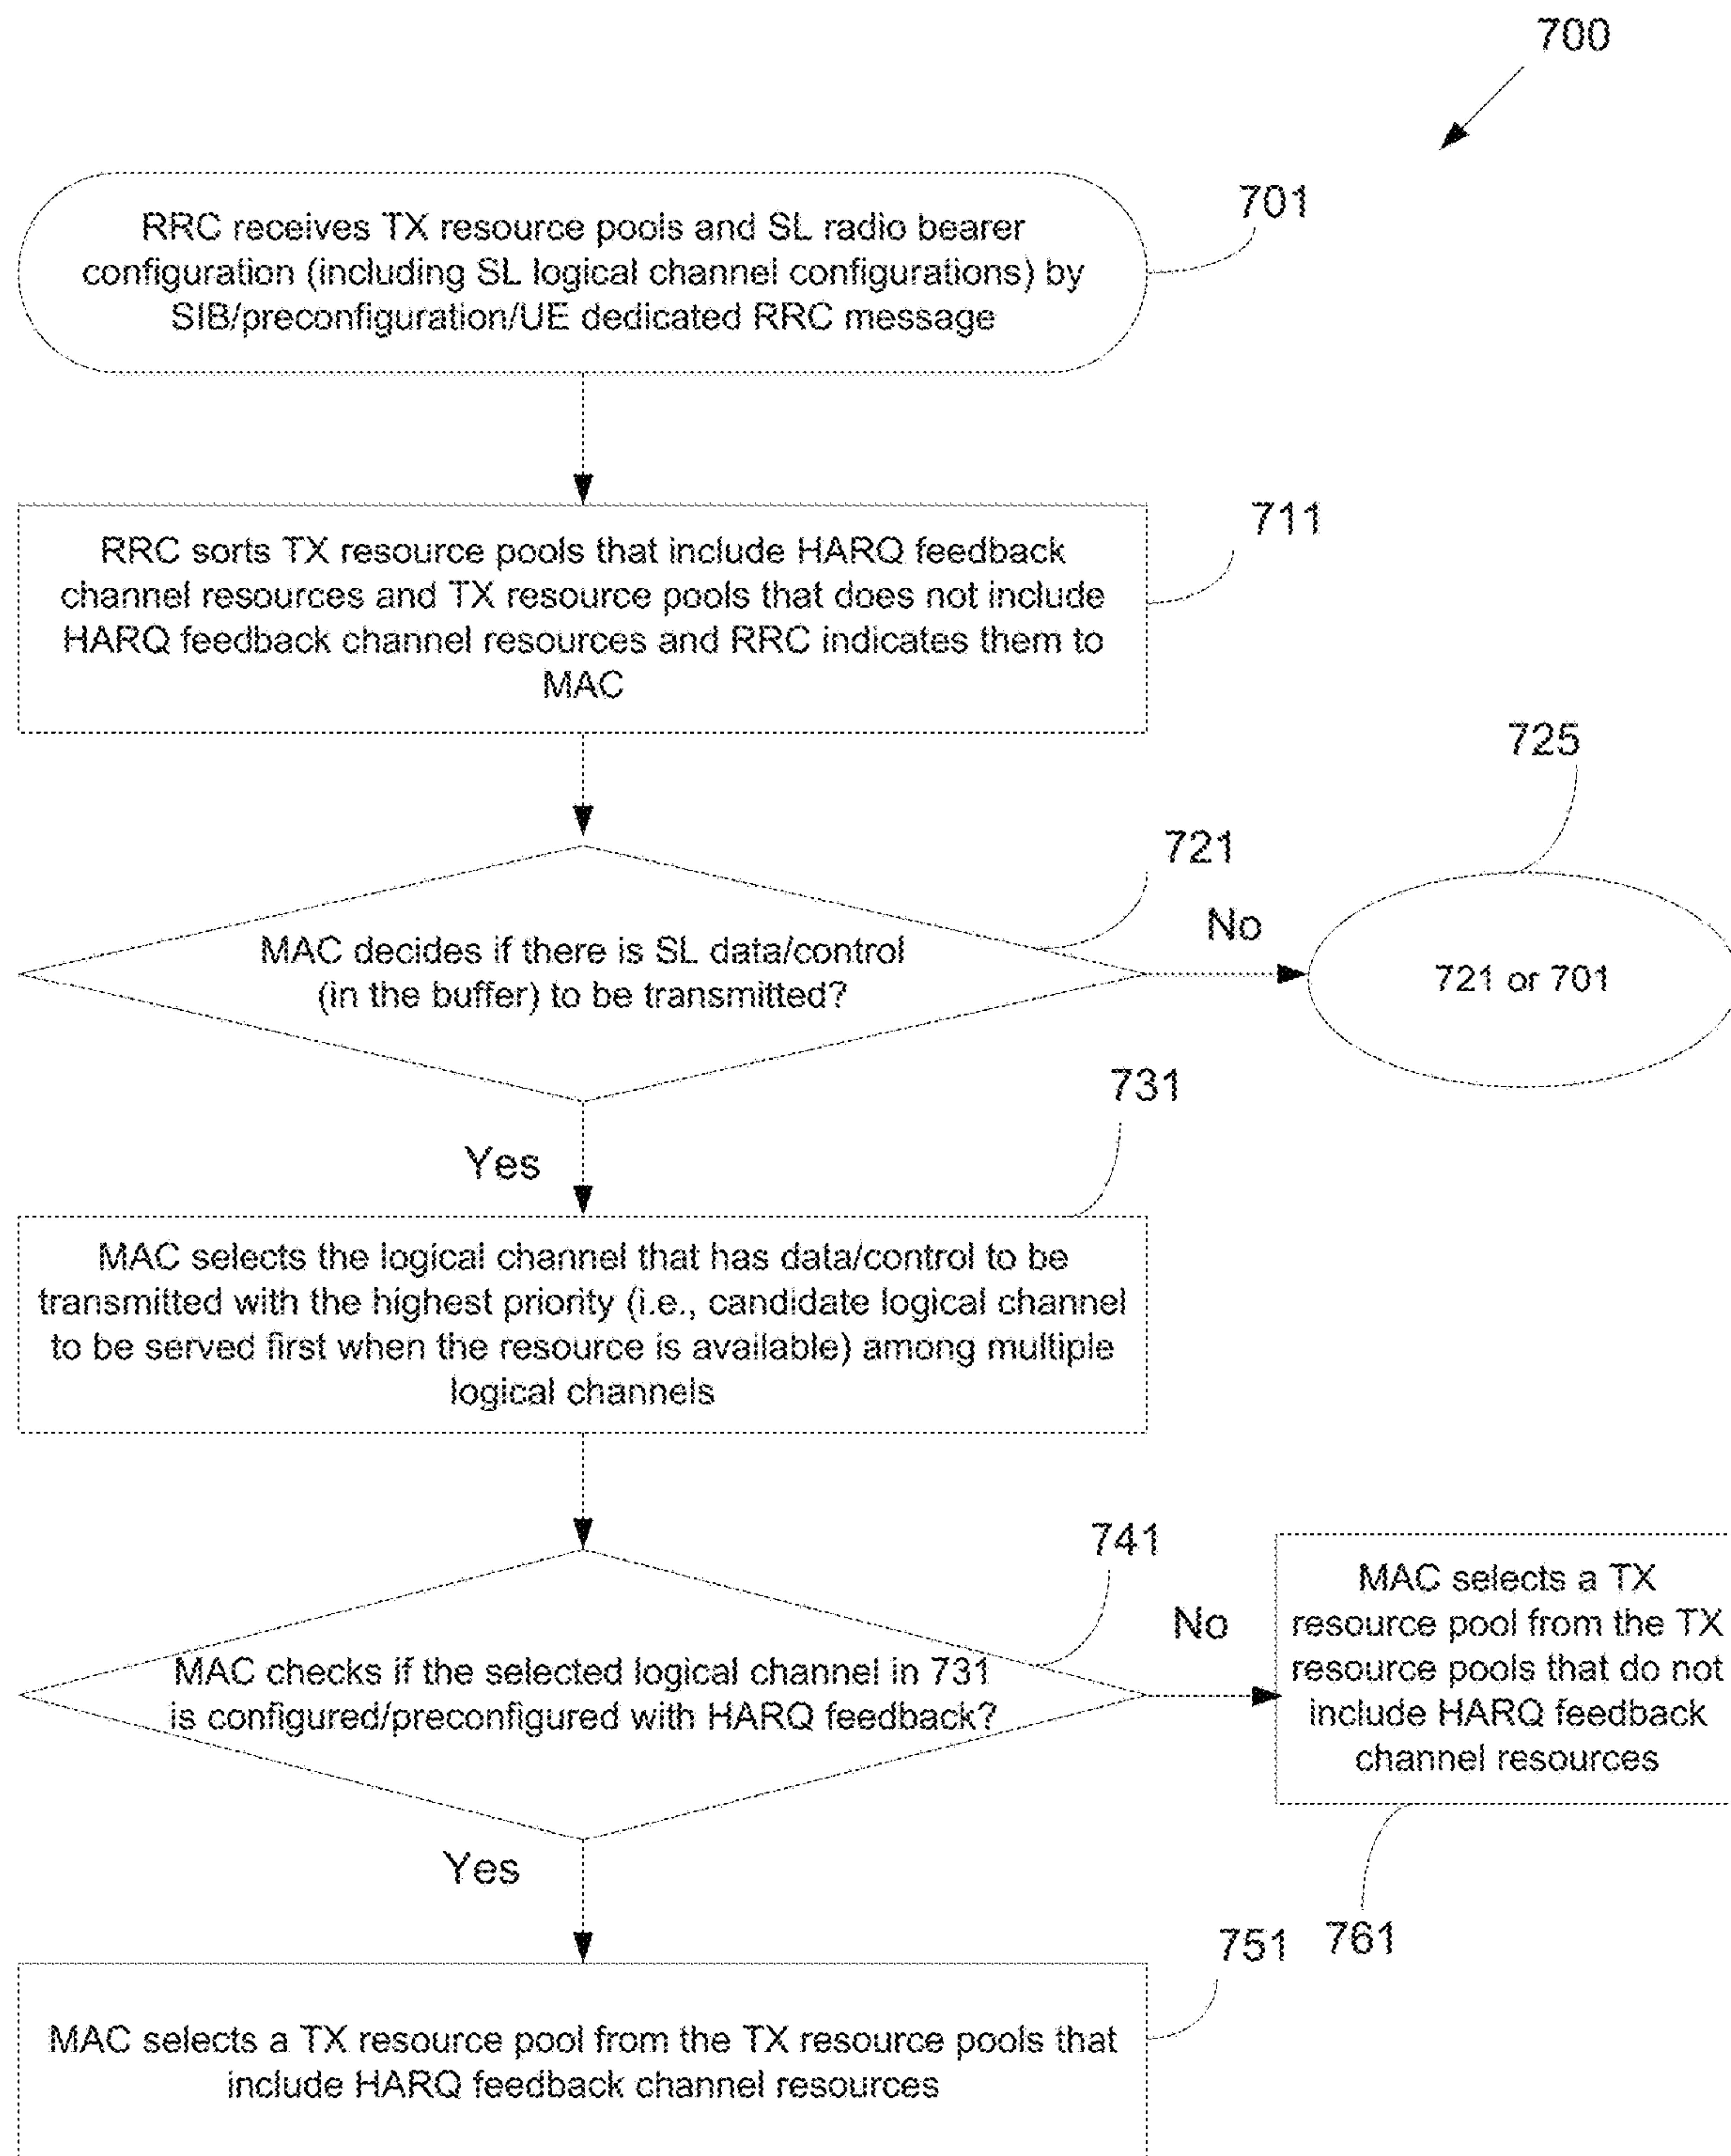 700
701
RRC receives TX resource pools and SL radio bearer
configuration (including SL logical channel configurations) by
SIB/preconfiguration/UE dedicated RRC message
711
RRC sorts TX resource pools that include HARQ feedback
channel resources and TX resource pools that does not include
HARQ feedback channel resources and RRC indicates them to
MAC
725
721
MAC decides if there is SL data/control
(in the buffer) to be transmitted?
No
721 or 701
731
Yes
MAC selects the logical channel that has data/control to be
transmitted with the highest priority (i.e., candidate logical channel
to be served first when the resource is available) among multiple
logical channels
741
MAC checks if the selected logical channel in 731
is configured/preconfigured with HARQ feedback?
No
MAC selects a TX
resource pool from the TX
resource pools that do not
include HARQ feedback
channel resources
Yes
751
761
MAC selects a TX resource pool from the TX resource pools that
include HARQ feedback channel resources